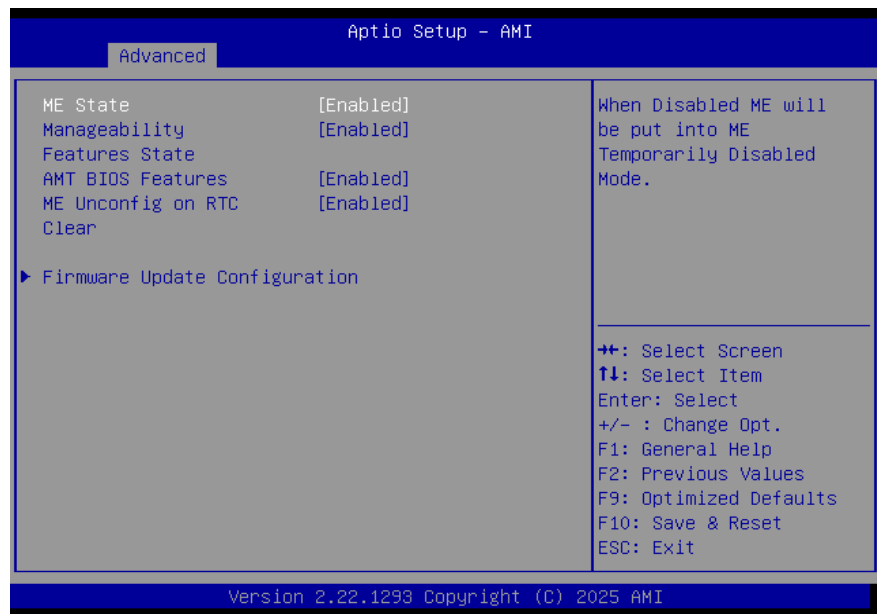 Aptio Setup – AMI
Advanced
ME State [Enabled]
Manageability [Enabled]
Features State
AMT BIOS Features [Enabled]
ME Unconfig on RTC [Enabled]
Clear
▶ Firmware Update Configuration
When Disabled ME will
be put into ME
Temporarily Disabled
Mode.
→←: Select Screen
↑↓: Select Item
Enter: Select
+/- : Change Opt.
F1: General Help
F2: Previous Values
F9: Optimized Defaults
F10: Save & Reset
ESC: Exit
Version 2.22.1293 Copyright (C) 2025 AMI